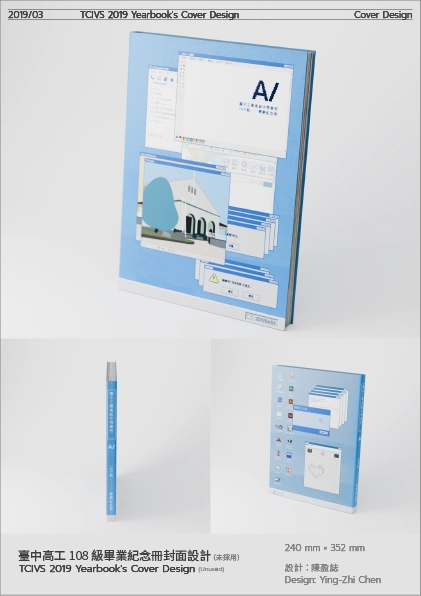 2019/03
TCIVS 2019 Yearbook's Cover Design
Cover Design
AI
臺中高工 108 級畢業紀念冊封面設計 (未採用)
TCIVS 2019 Yearbook's Cover Design (Unused)
240 mm × 352 mm
設計：陳盈誌
Design: Ying-Zhi Chen